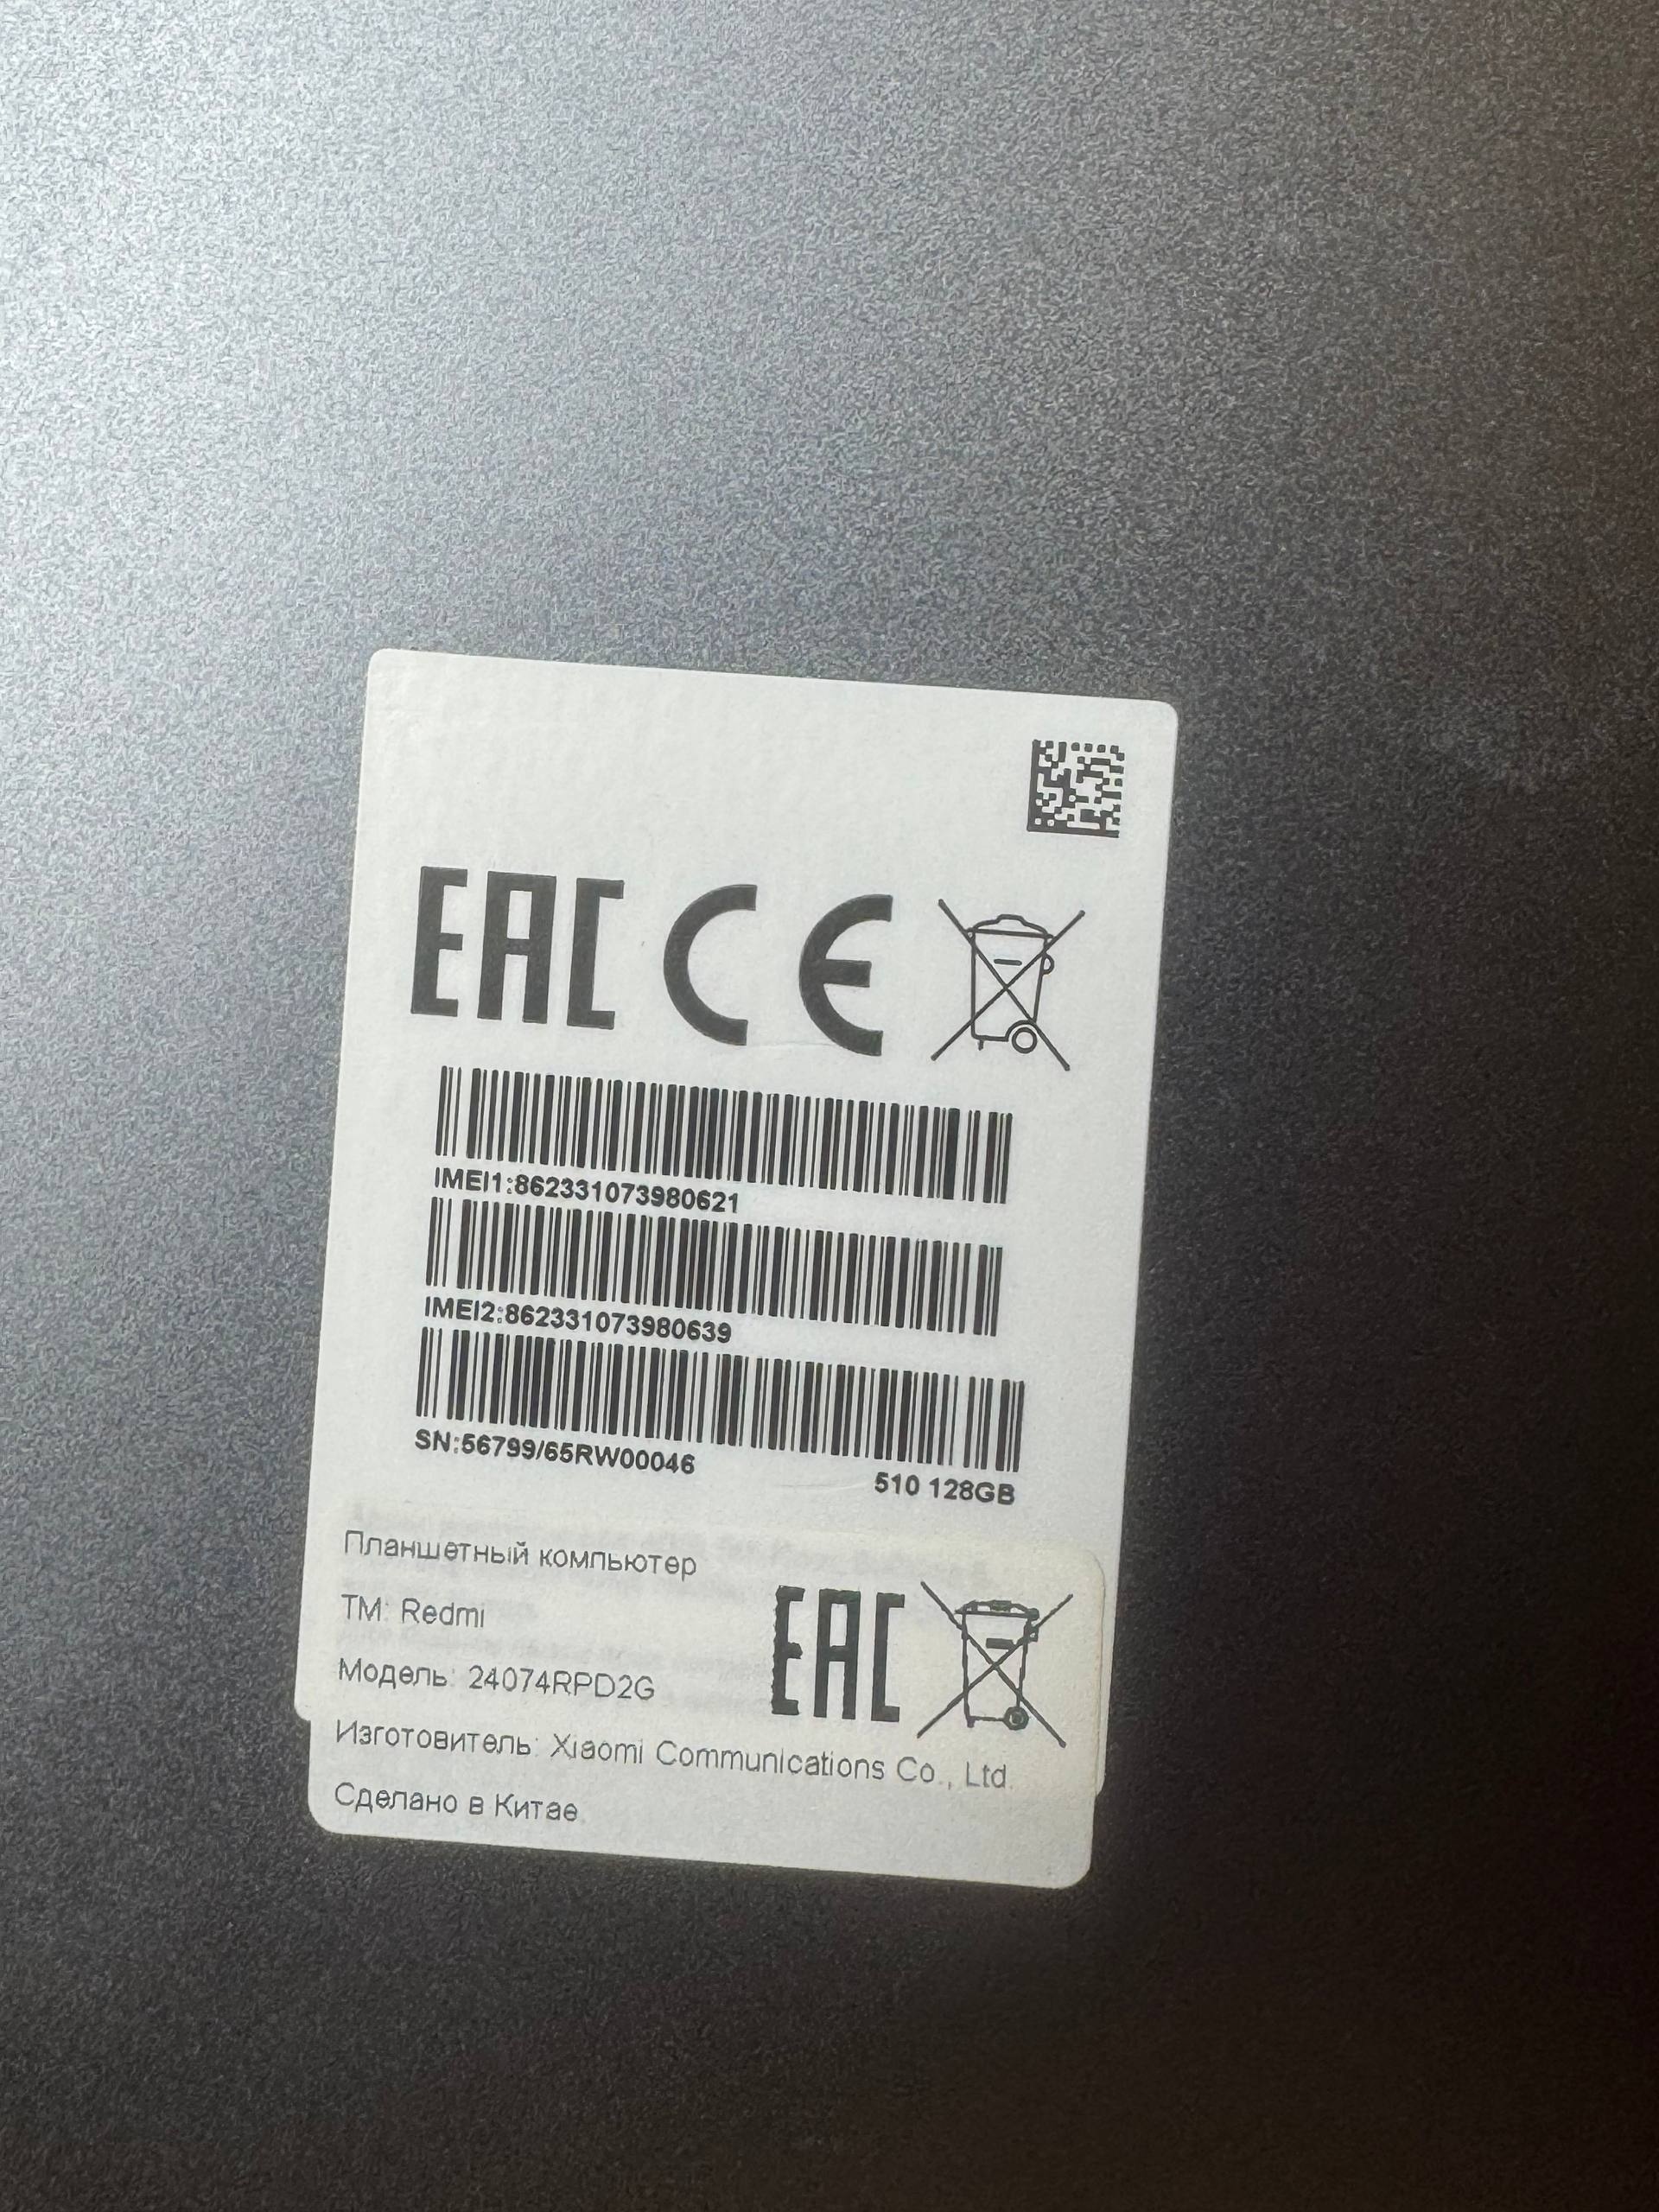 EAC CE
IMEI1:862331073980621
IMEI2:862331073980639
SN:56799/65RW00046
510 128GB
Планшетный компьютер
TM: Redmi
Модель: 24074RPD2G
EAC
Изготовитель: Xiaomi Communications Co., Ltd.
Сделано в Китае